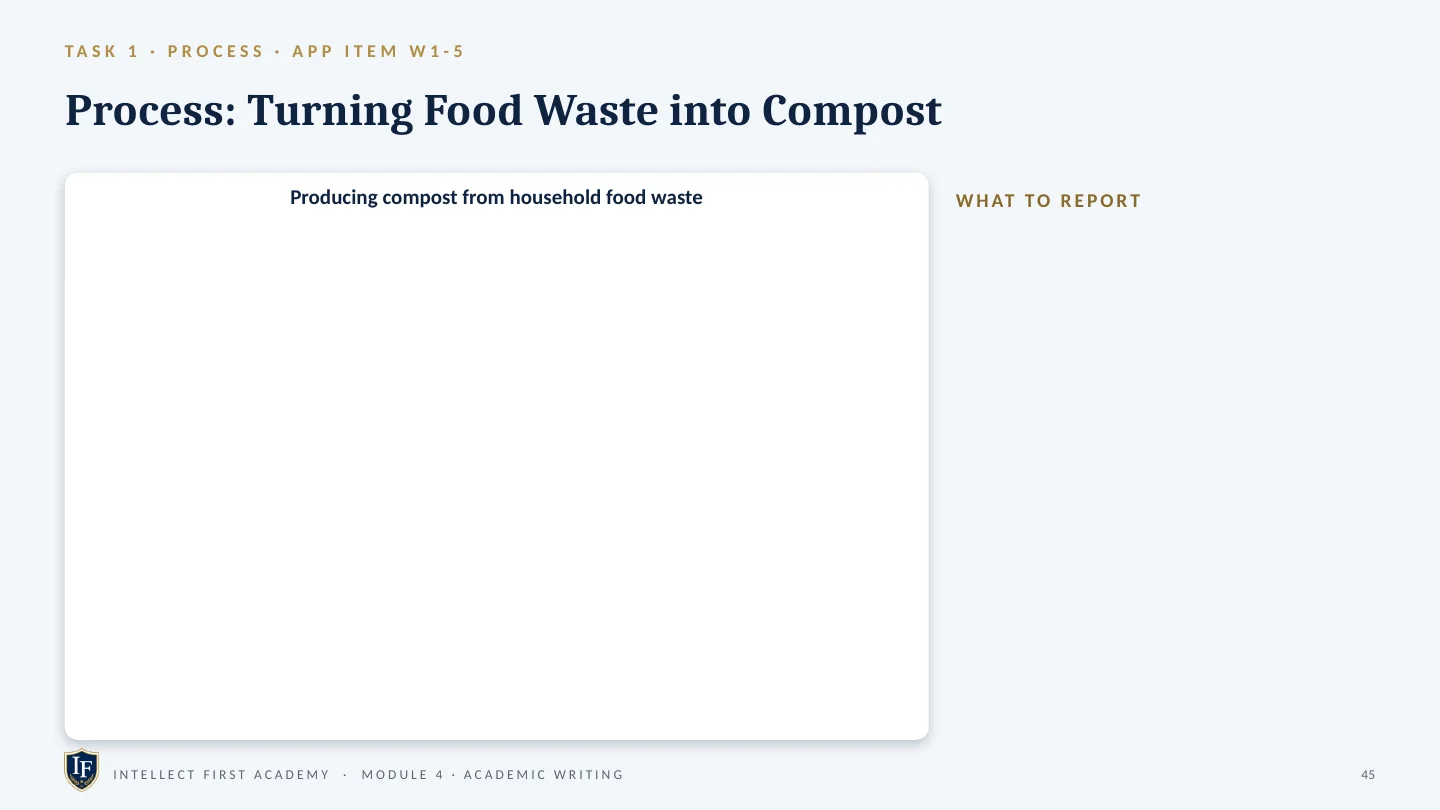 TASK 1 · PROCESS · APP ITEM W1-5
Process: Turning Food Waste into Compost
Producing compost from household food waste
WHAT TO REPORT
IF
INTELLECT FIRST ACADEMY · MODULE 4 · ACADEMIC WRITING
45